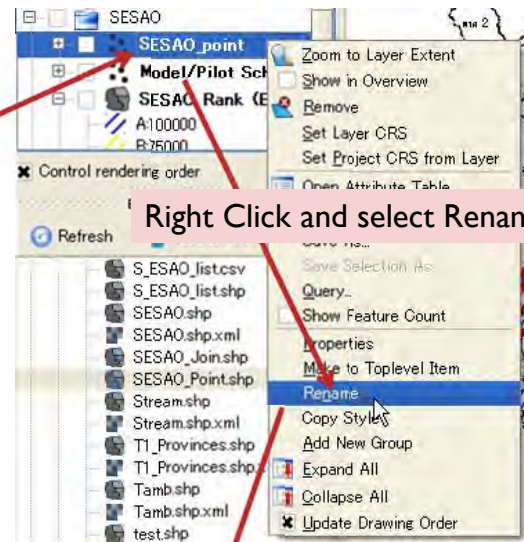 SESAO
SESAO_point
Model/Pilot
SESAO Rank
A:100000
B:75000
Control rendering order
Refresh
S_ESAO_list.csv
S_ESAO_list.shp
SESAO.shp
SESAO.shp.xml
SESAO_Join.shp
SESAO_Point.shp
Stream.shp
Stream.shp.xml
T1_Provinces.shp
T1_Provinces.shp
Tamb.shp
Tamb.shp.xml
test.shp
Zoom to Layer Extent
Show in Overview
Remove
Set Layer CRS
Set Project CRS from Layer
Open Attribute Table
Right Click and select Renam
Save As...
Save Selection As
Query...
Show Feature Count
Properties
Make to Toplevel Item
Rename
Copy Style
Add New Group
Expand All
Collapse All
Update Drawing Order